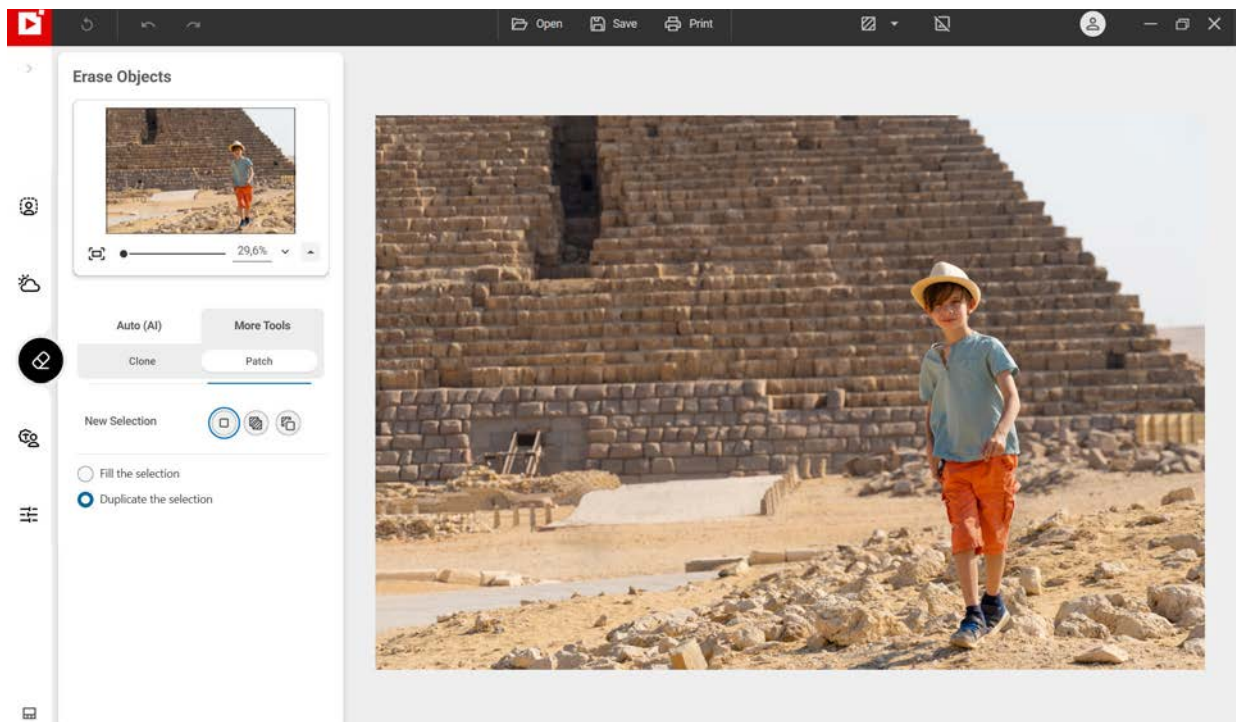 Open Save Print
Erase Objects
29,6%
Auto (AI) More Tools
Clone Patch
New Selection
Fill the selection
Duplicate the selection